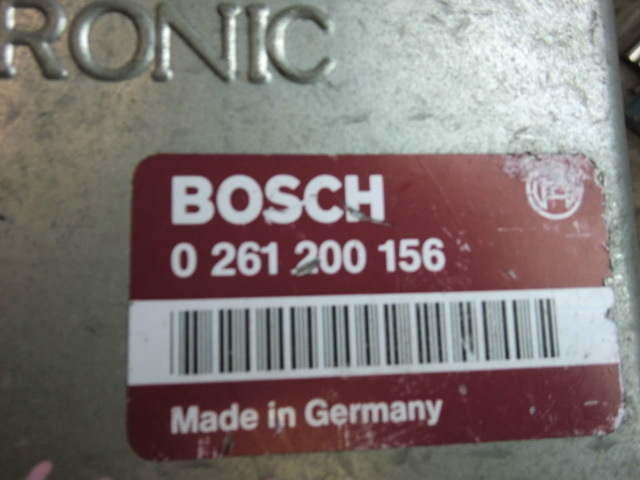 RONIC
BOSCH
0 261 200 156
Made in Germany